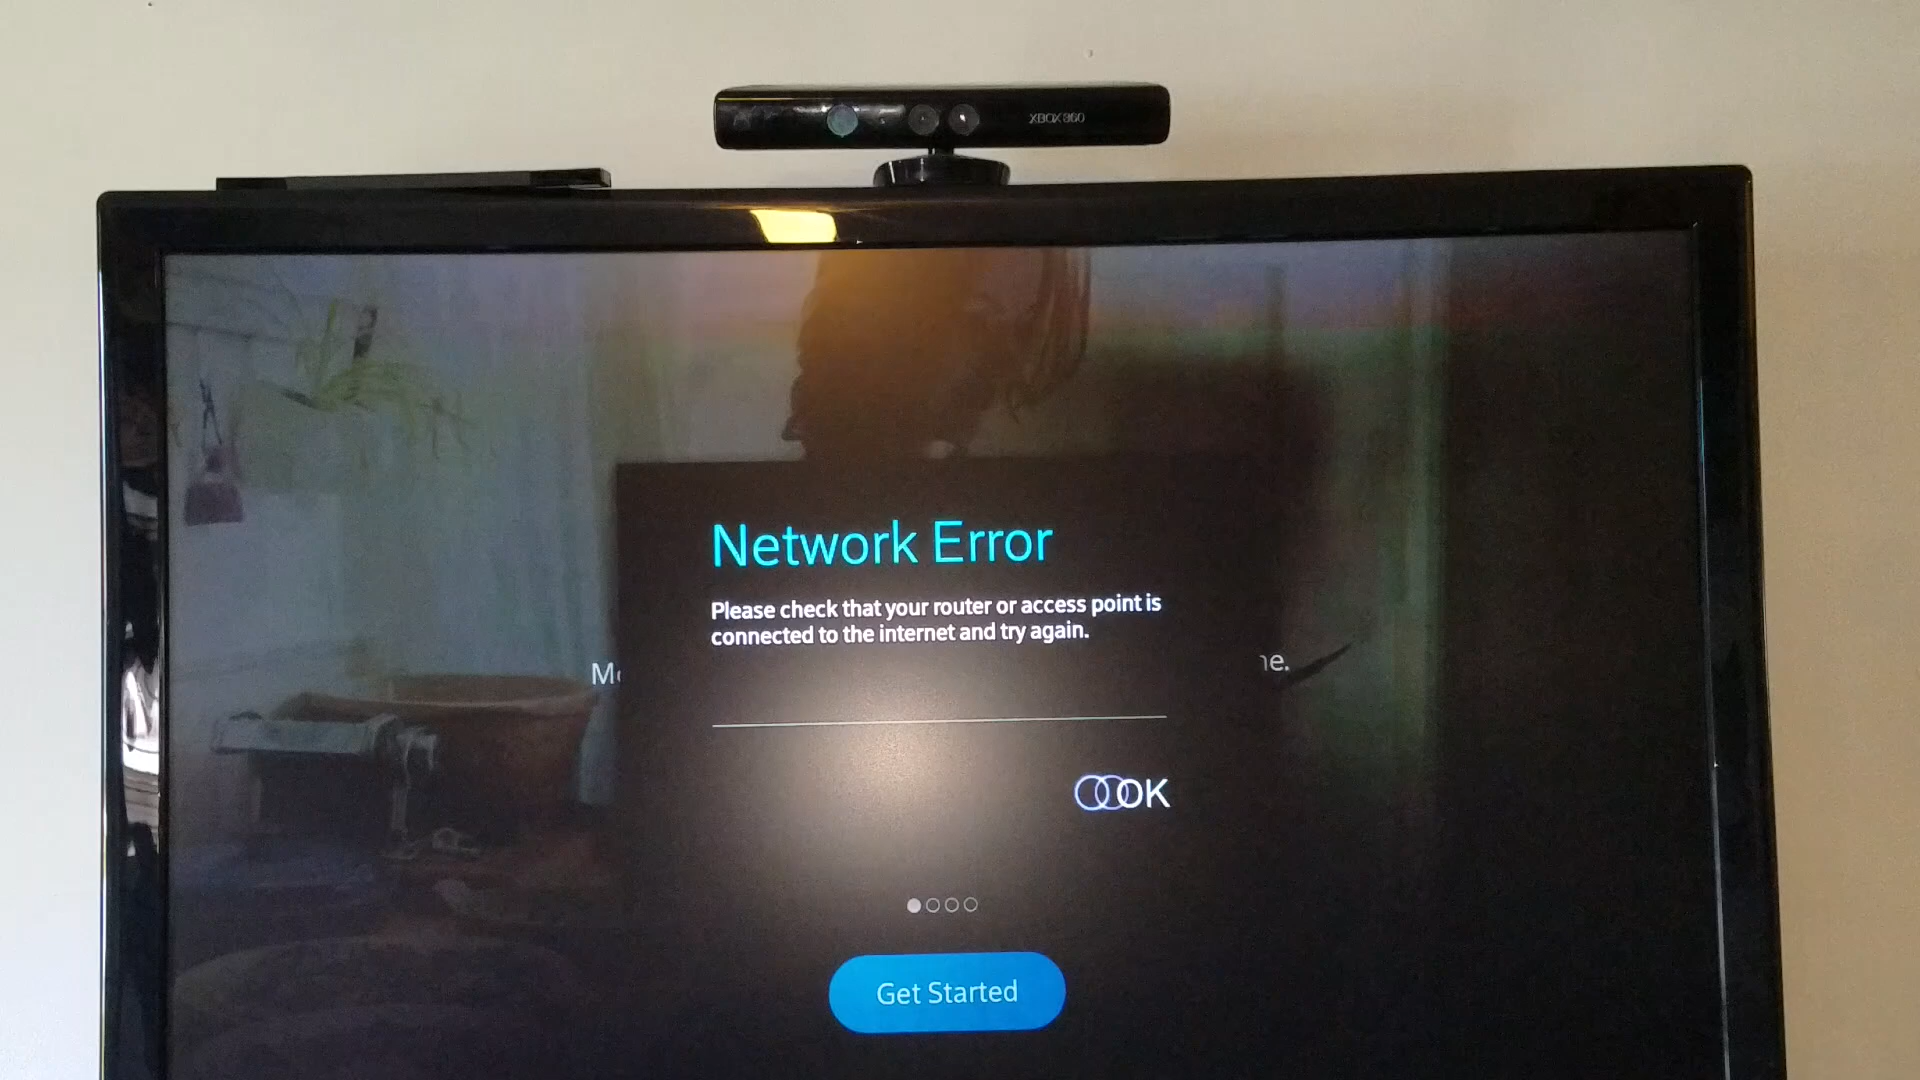 XBOX 360
Network Error
Please check that your router or access point is
connected to the internet and try again.
OK
Get Started